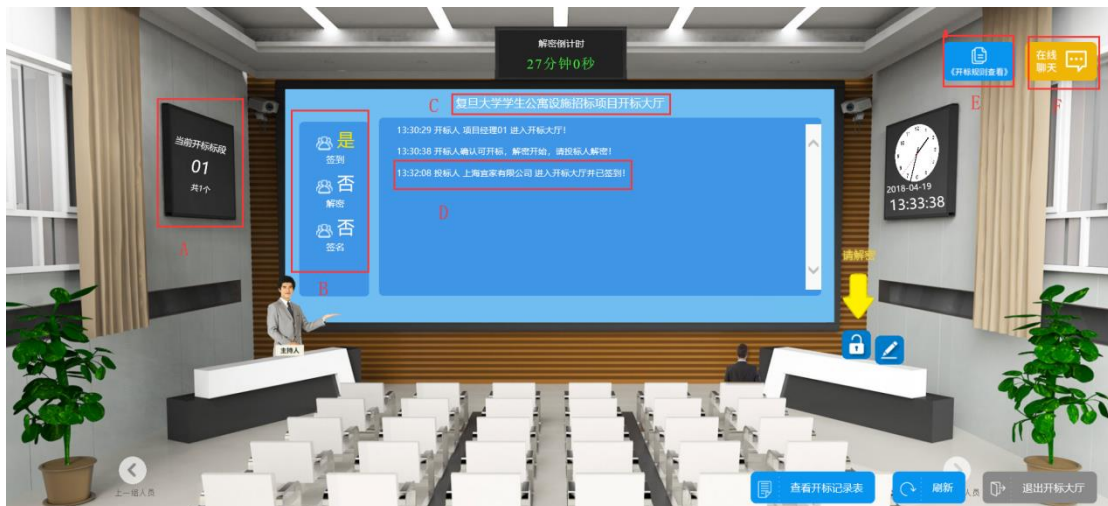 解密倒计时
27分钟0秒
《开标规则查看》
在线
聊天
E
F
C
复旦大学学生公寓设施招标项目开标大厅
当前开标标段
01
共1个
A
是
签到
否
解密
否
签名
B
13:30:29 开标人 项目经理01 进入开标大厅!
13:30:38 开标人确认可开标，解密开始，请投标人解密!
13:32:08 投标人 上海宜家有限公司 进入开标大厅并已签到!
D
2018-04-19
13:33:38
请解密
主持人
上一组人员
人员
查看开标记录表
刷新
退出开标大厅